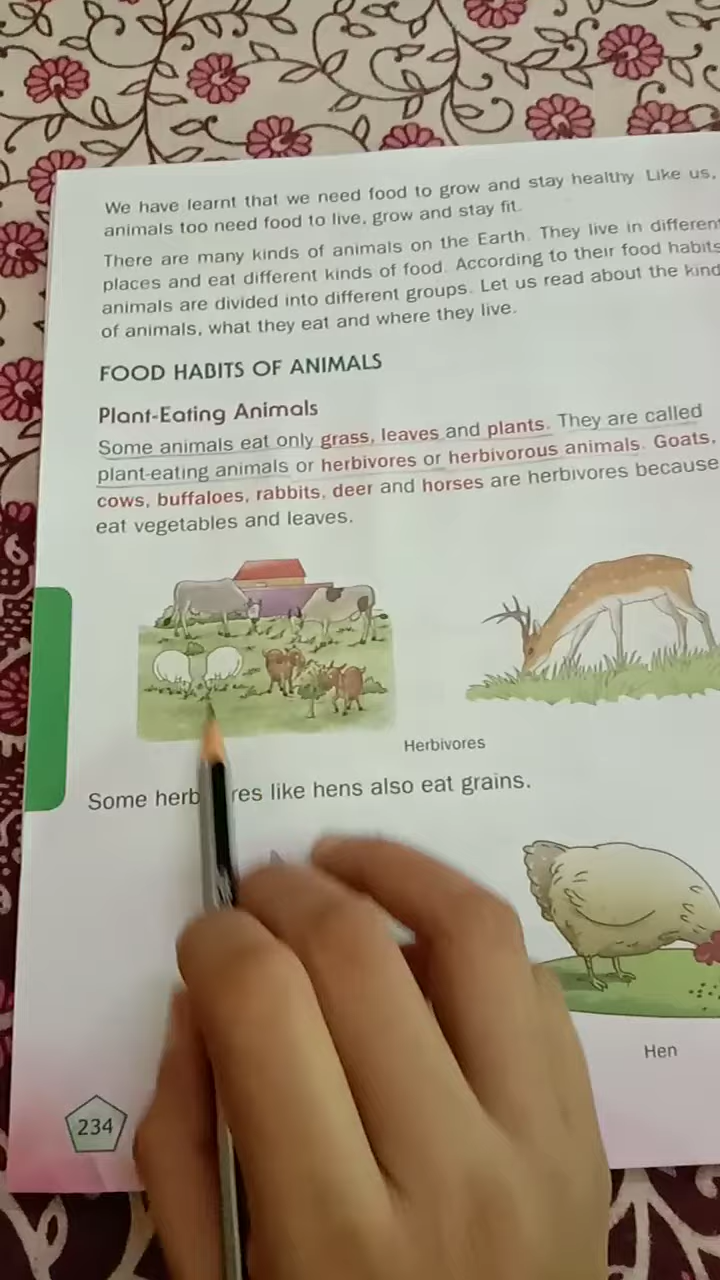 We have learnt that we need food to grow and stay healthy. Like us,
animals too need food to live, grow and stay fit.
There are many kinds of animals on the Earth. They live in different
places and eat different kinds of food. According to their food habits
animals are divided into different groups. Let us read about the kind
of animals, what they eat and where they live.
FOOD HABITS OF ANIMALS
Plant-Eating Animals
Some animals eat only grass, leaves and plants. They are called
plant-eating animals or herbivores or herbivorous animals. Goats,
cows, buffaloes, rabbits, deer and horses are herbivores because
eat vegetables and leaves.
Herbivores
Some herb res like hens also eat grains.
Hen
234